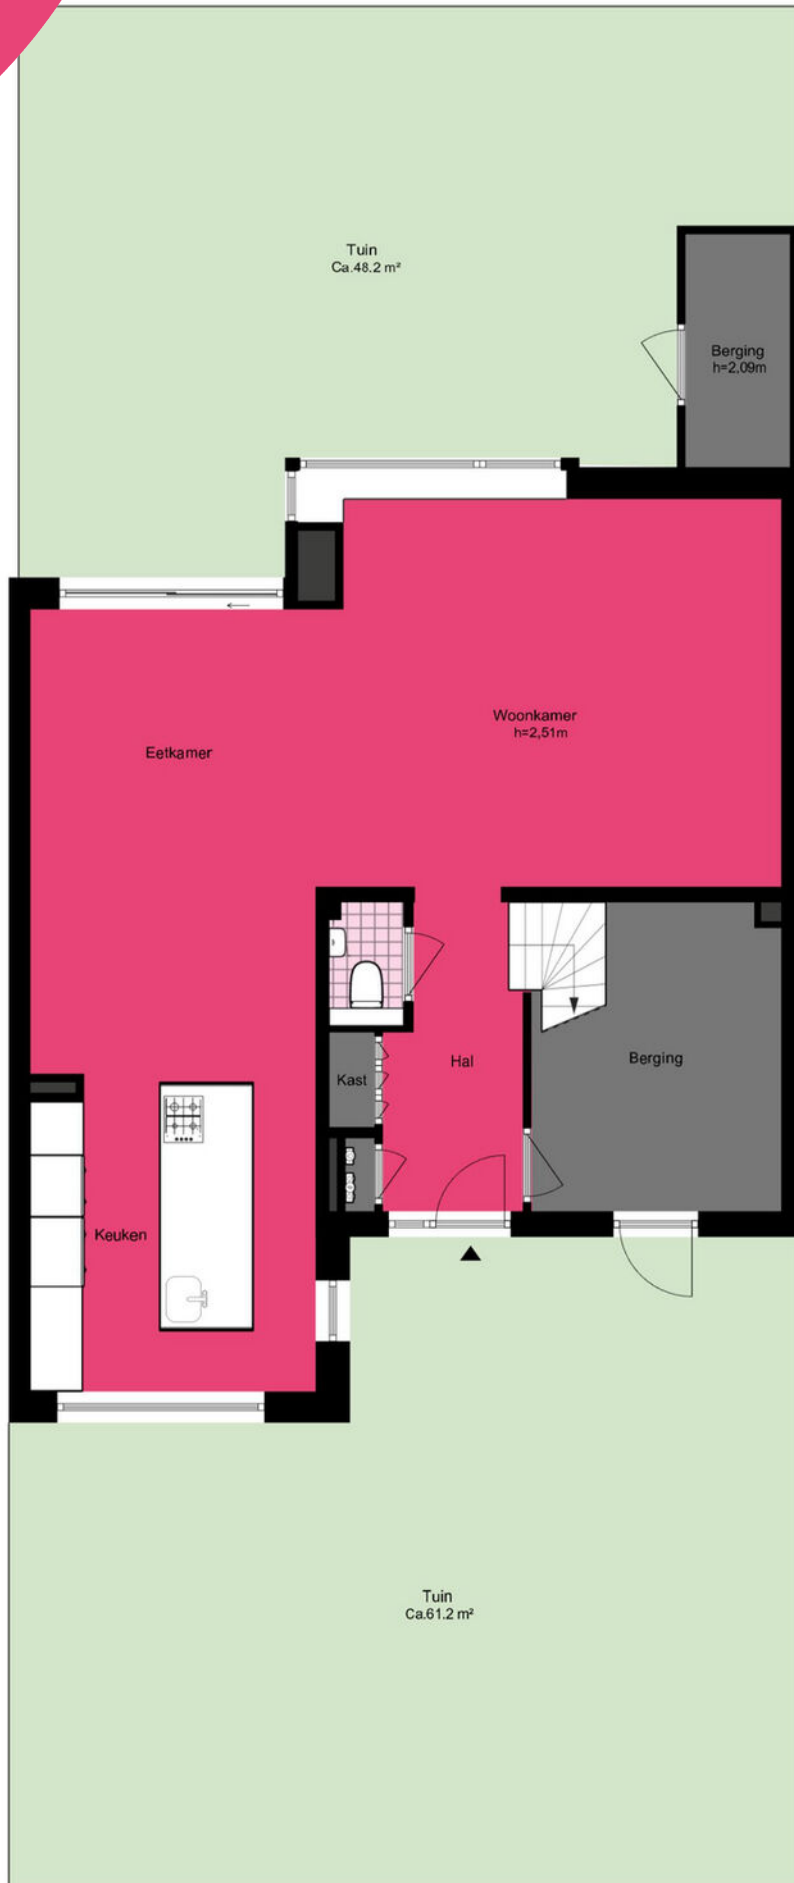 Tuin
Ca.48.2 m²
Berging
h=2,09m
Woonkamer
h=2,51m
Eetkamer
Hal
Berging
Kast
Keuken
Tuin
Ca.61.2 m²